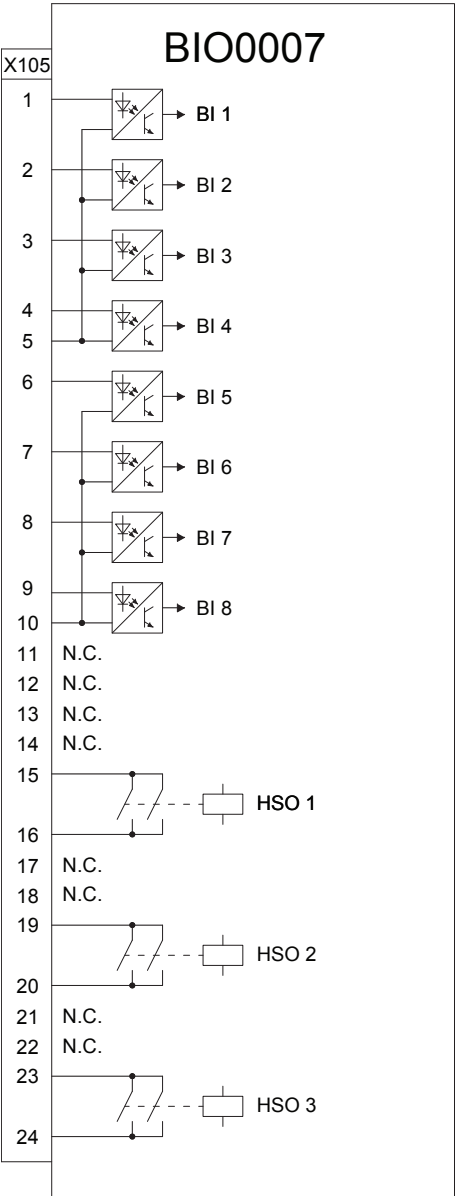 BIO0007
X105
1 BI 1
2 BI 2
3 BI 3
4 BI 4
5
6 BI 5
7 BI 6
8 BI 7
9 BI 8
10
11 N.C.
12 N.C.
13 N.C.
14 N.C.
15
HSO 1
16
17 N.C.
18 N.C.
19
HSO 2
20
21 N.C.
22 N.C.
23
HSO 3
24